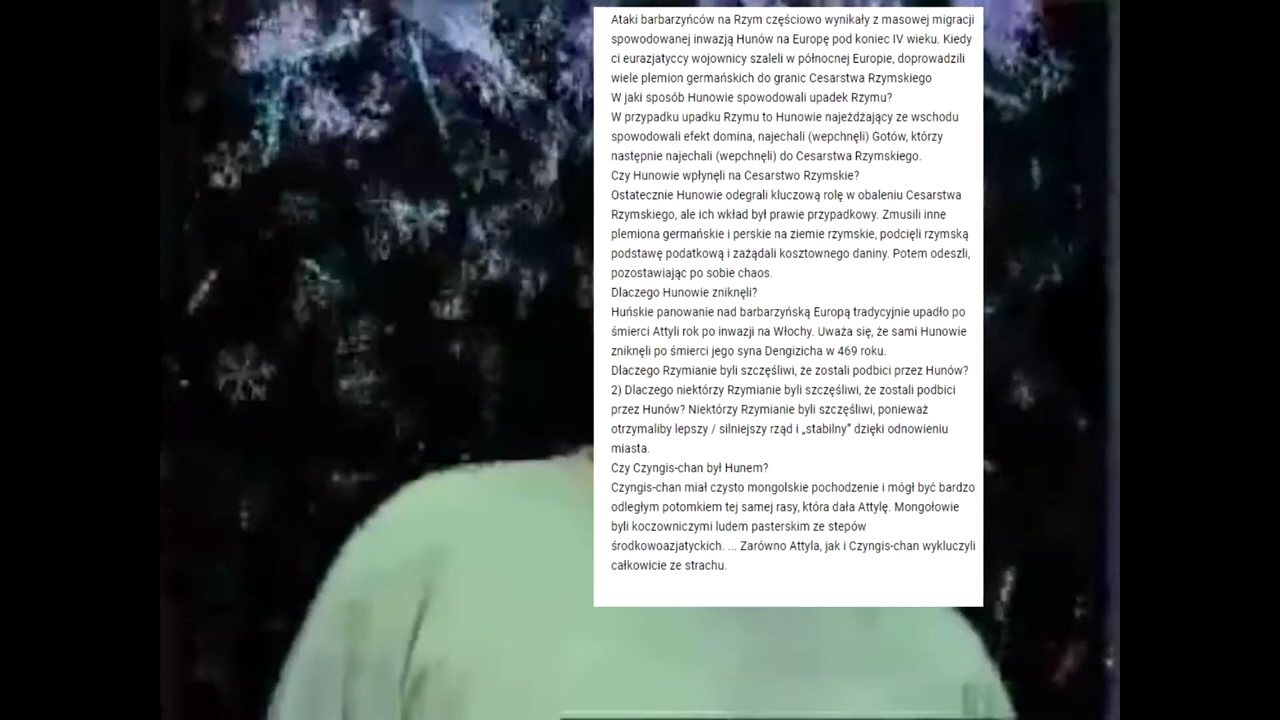 Ataki barbarzyńców na Rzym częściowo wynikały z masowej migracji
spowodowanej inwazją Hunów na Europę pod koniec IV wieku. Kiedy
ci eurazjatyccy wojownicy szaleli w północnej Europie, doprowadzili
wiele plemion germańskich do granic Cesarstwa Rzymskiego
W jaki sposób Hunowie spowodowali upadek Rzymu?
W przypadku upadku Rzymu to Hunowie najeżdżający ze wschodu
spowodowali efekt domina, najechali (wepchnęli) Gotów, którzy
następnie najechali (wepchnęli) do Cesarstwa Rzymskiego.
Czy Hunowie wpłynęli na Cesarstwo Rzymskie?
Ostatecznie Hunowie odegrali kluczową rolę w obaleniu Cesarstwa
Rzymskiego, ale ich wkład był prawie przypadkowy. Zmusili inne
plemiona germańskie i perskie na ziemie rzymskie, podcięli rzymską
podstawę podatkową i zażądali kosztownego daniny. Potem odeszli,
pozostawiając po sobie chaos.
Dlaczego Hunowie zniknęli?
Huńskie panowanie nad barbarzyńską Europą tradycyjnie upadło po
śmierci Attyli rok po inwazji na Włochy. Uważa się, że sami Hunowie
zniknęli po śmierci jego syna Dengizicha w 469 roku.
Dlaczego Rzymianie byli szczęśliwi, że zostali podbici przez Hunów?
2) Dlaczego niektórzy Rzymianie byli szczęśliwi, że zostali podbici
przez Hunów? Niektórzy Rzymianie byli szczęśliwi, ponieważ
otrzymaliby lepszy / silniejszy rząd i „stabilny” dzięki odnowieniu
miasta.
Czy Czyngis-chan był Hunem?
Czyngis-chan miał czysto mongolskie pochodzenie i mógł być bardzo
odległym potomkiem tej samej rasy, która dała Attylę. Mongołowie
byli koczowniczymi ludem pasterskim ze stepów
środkowoazjatyckich. ... Zarówno Attyla, jak i Czyngis-chan wykluczyli
całkowicie ze strachu.